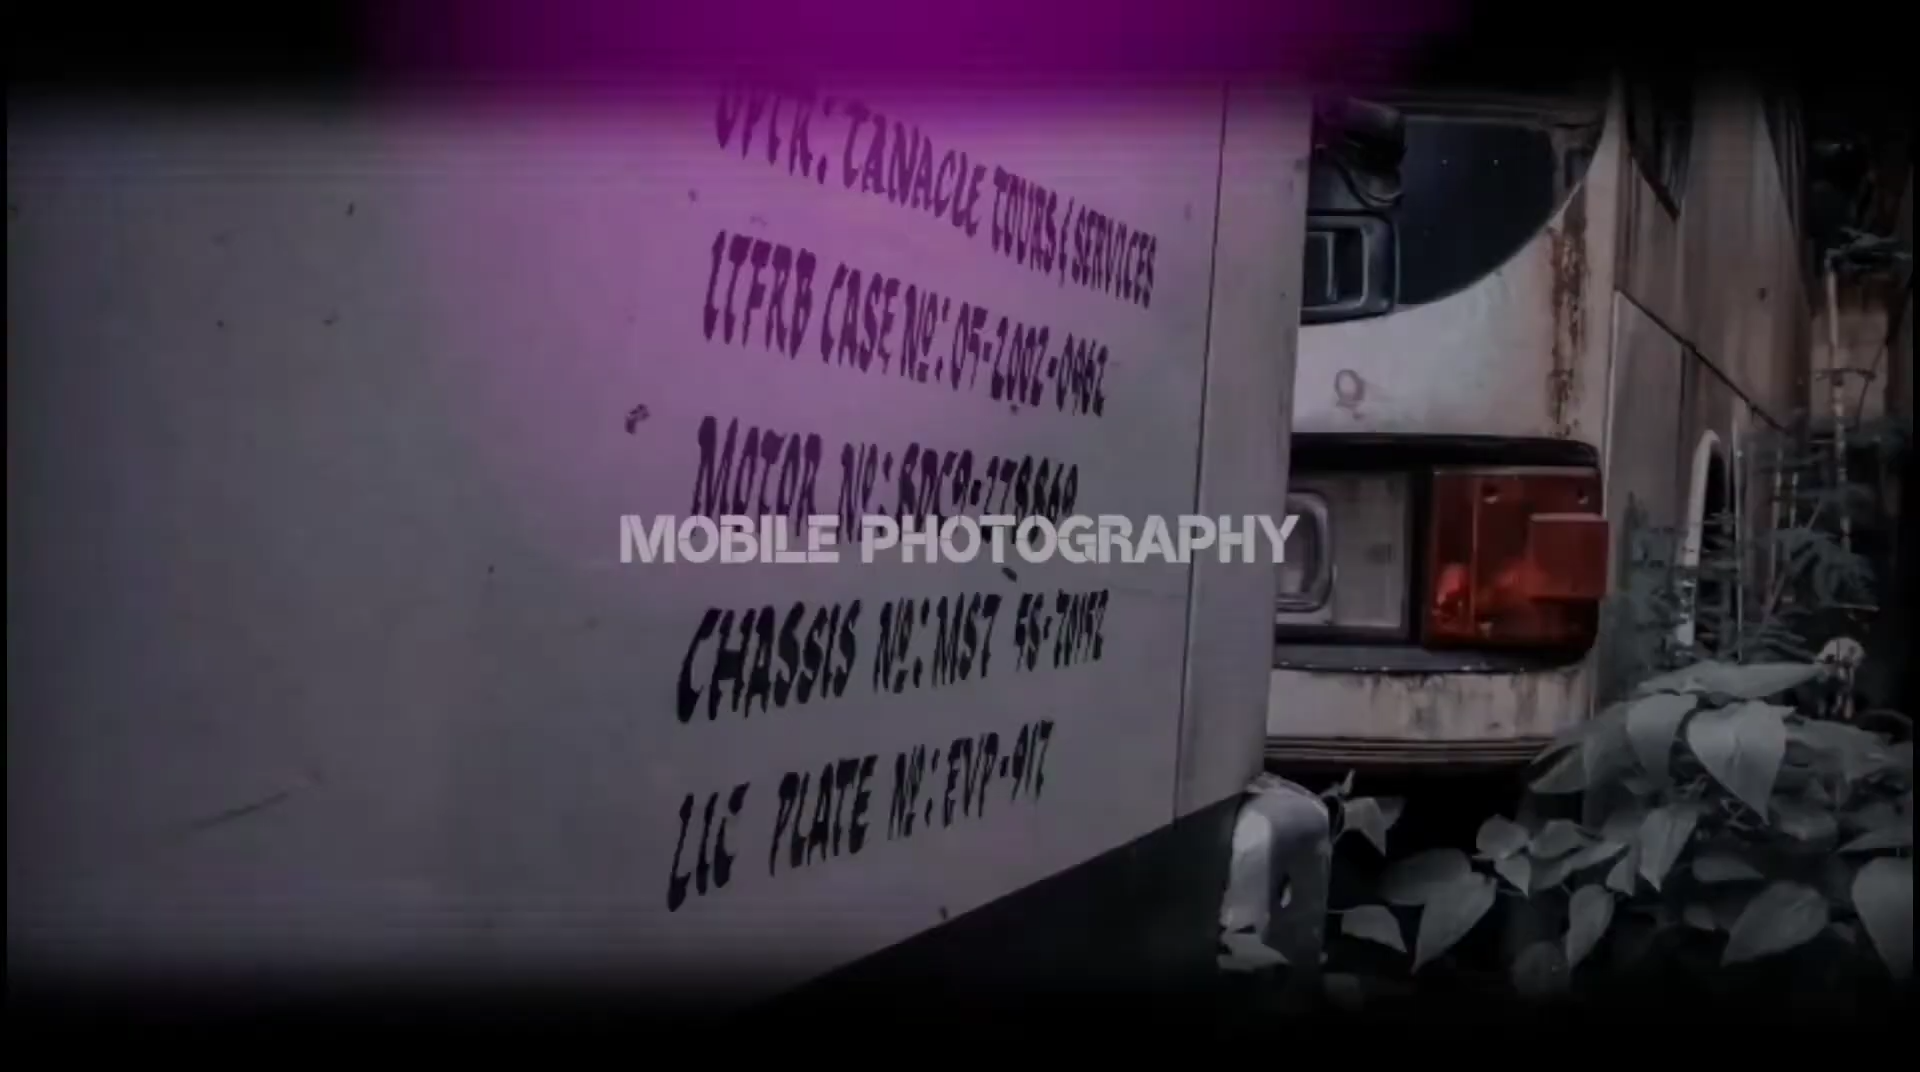 OPTR: TANACLE TOURS & SERVICES
LTFRB CASE Nº: 05-2002-0962
MOTOR Nº:
MOBILE PHOTOGRAPHY
CHASSIS Nº: MST
LIC PLATE Nº: EVP-917